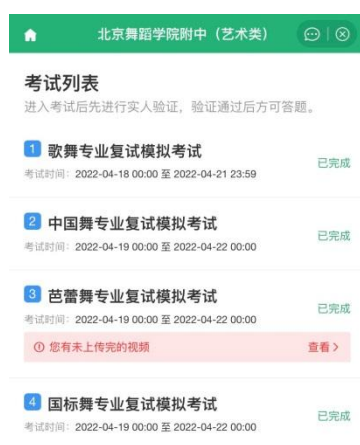 北京舞蹈学院附中（艺术类）
考试列表
进入考试后先进行实人验证，验证通过后方可答题。
1 歌舞专业复试模拟考试
已完成
考试时间：2022-04-18 00:00 至 2022-04-21 23:59
2 中国舞专业复试模拟考试
已完成
考试时间：2022-04-19 00:00 至 2022-04-22 00:00
3 芭蕾舞专业复试模拟考试
已完成
考试时间：2022-04-19 00:00 至 2022-04-22 00:00
您有未上传完的视频 查看 >
4 国标舞专业复试模拟考试
已完成
考试时间：2022-04-19 00:00 至 2022-04-22 00:00